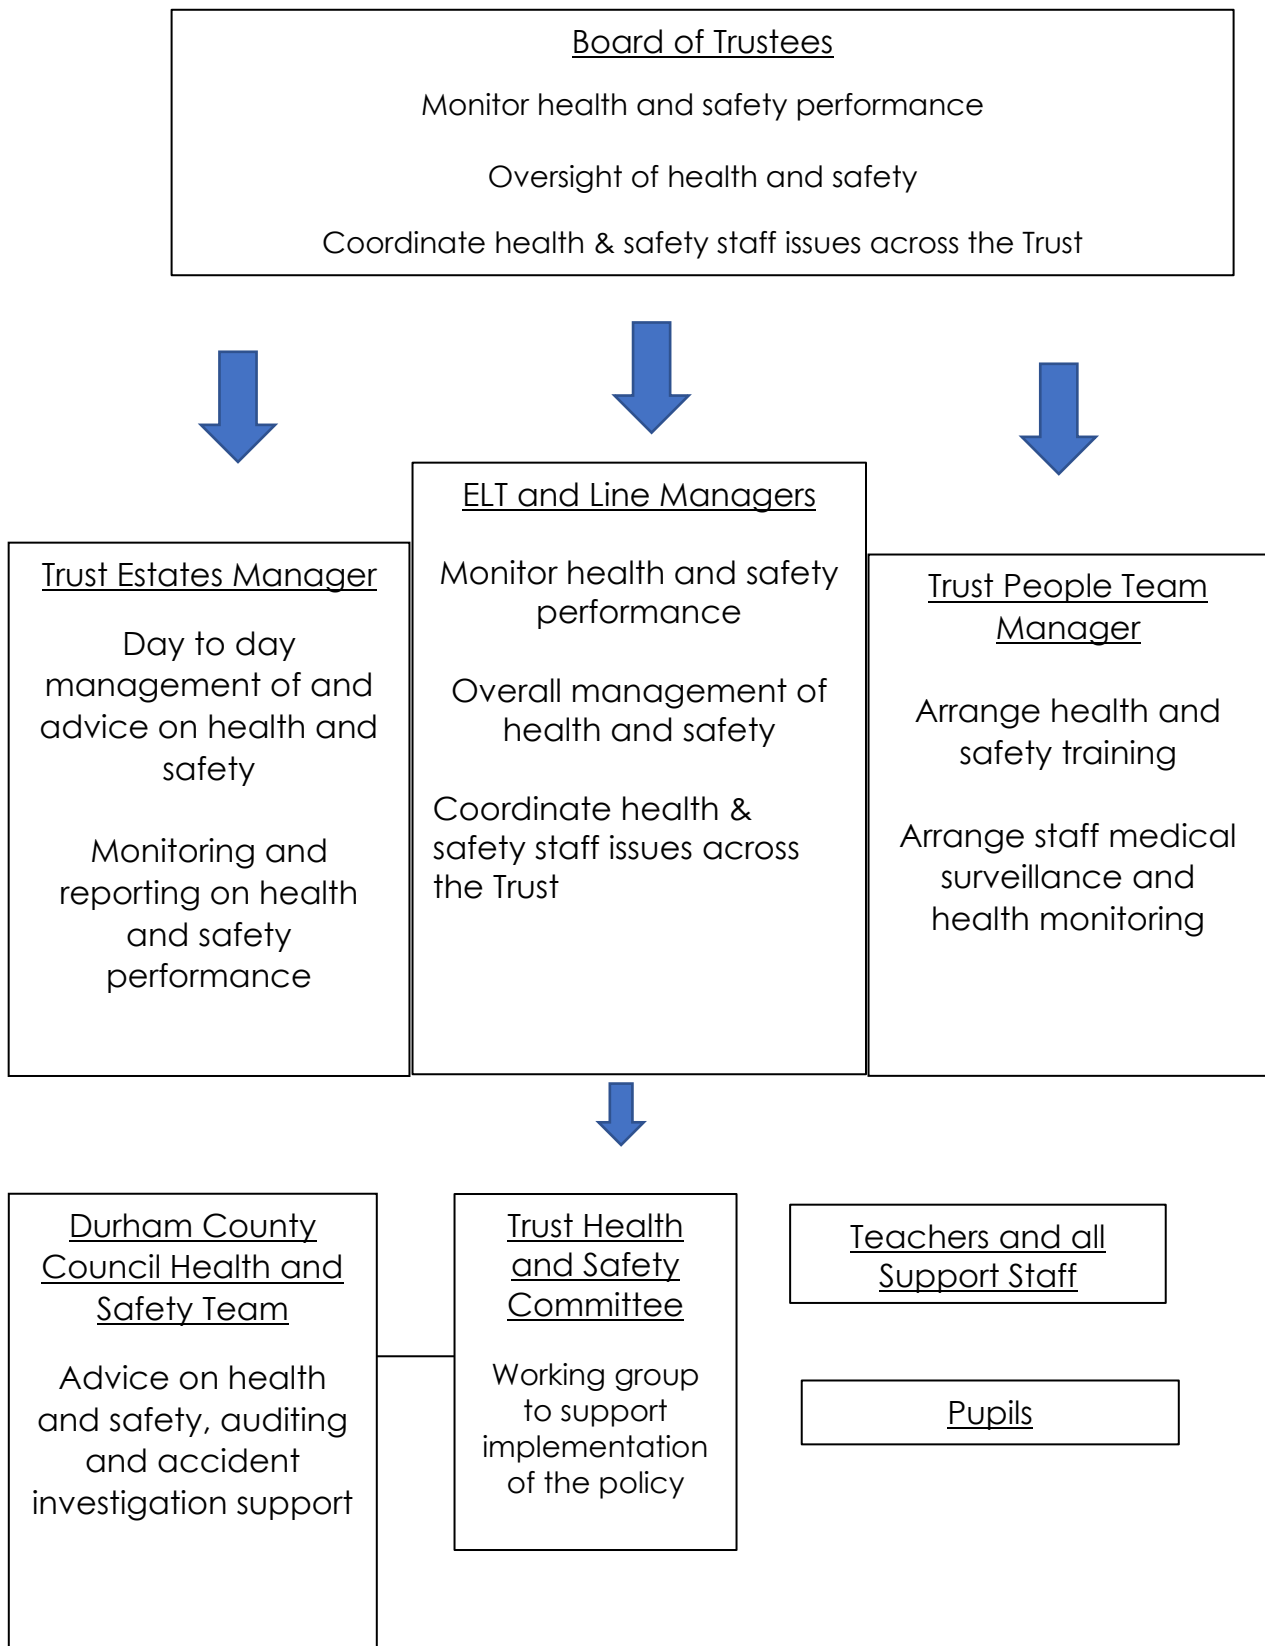 Board of Trustees
Monitor health and safety performance
Oversight of health and safety
Coordinate health & safety staff issues across the Trust
Trust Estates Manager
Day to day
management of and
advice on health and
safety
Monitoring and
reporting on health
and safety
performance
ELT and Line Managers
Monitor health and safety
performance
Overall management of
health and safety
Coordinate health &
safety staff issues across
the Trust
Trust People Team
Manager
Arrange health and
safety training
Arrange staff medical
surveillance and
health monitoring
Durham County
Council Health and
Safety Team
Advice on health
and safety, auditing
and accident
investigation support
Trust Health
and Safety
Committee
Working group
to support
implementation
of the policy
Teachers and all
Support Staff
Pupils